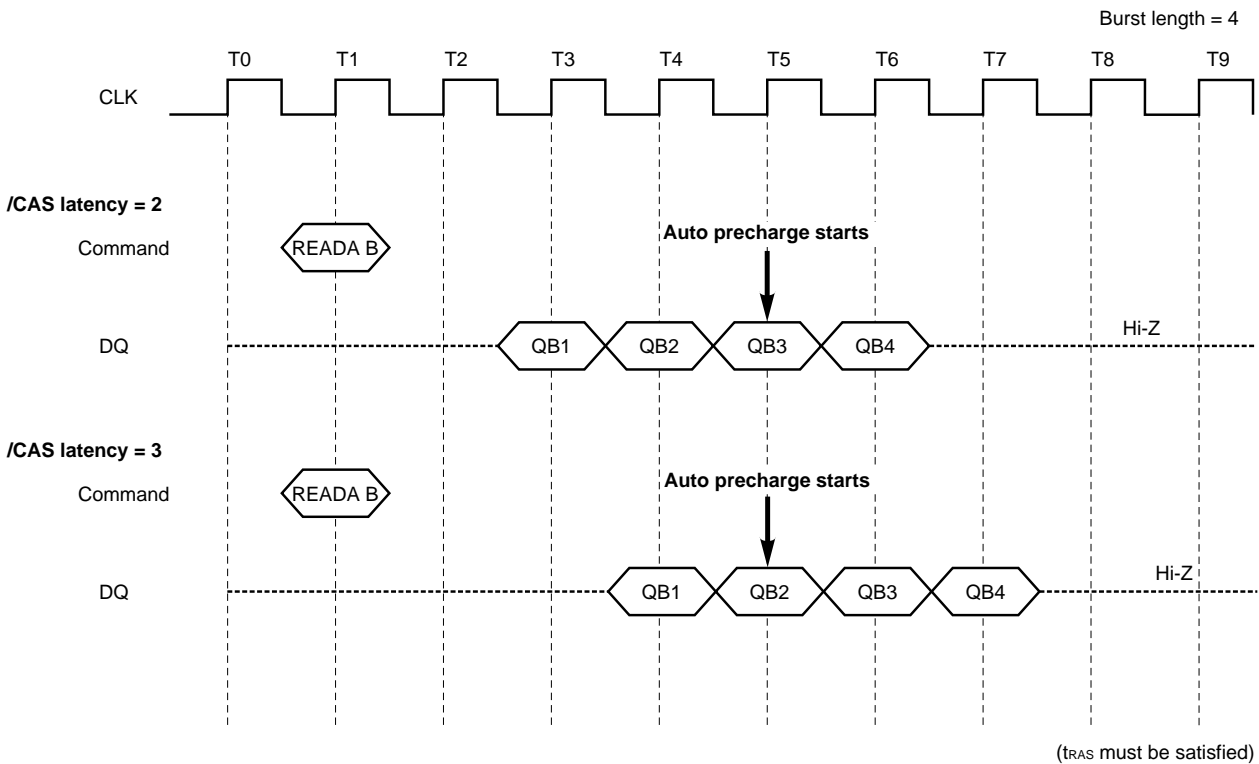 Burst length = 4
T0 T1 T2 T3 T4 T5 T6 T7 T8 T9
CLK
/CAS latency = 2
Command READA B Auto precharge starts
DQ QB1 QB2 QB3 QB4 Hi-Z
/CAS latency = 3
Command READA B Auto precharge starts
DQ QB1 QB2 QB3 QB4 Hi-Z
(tRAS must be satisfied)